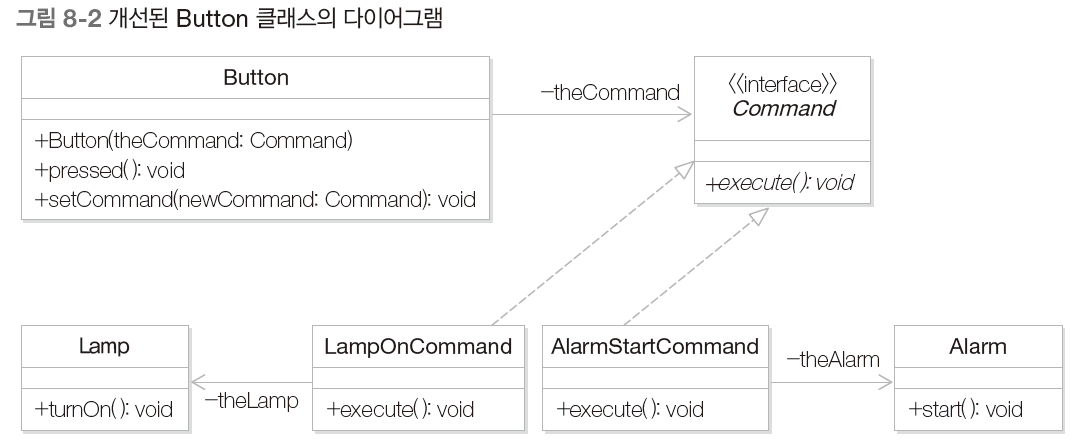 그림 8-2 개선된 Button 클래스의 다이어그램
Button
+Button(theCommand: Command)
+pressed(): void
+setCommand(newCommand: Command): void
-theCommand
<<interface>>
Command
+execute(): void
Lamp
+turnOn(): void
-theLamp
LampOnCommand
+execute(): void
AlarmStartCommand
+execute(): void
-theAlarm
Alarm
+start(): void